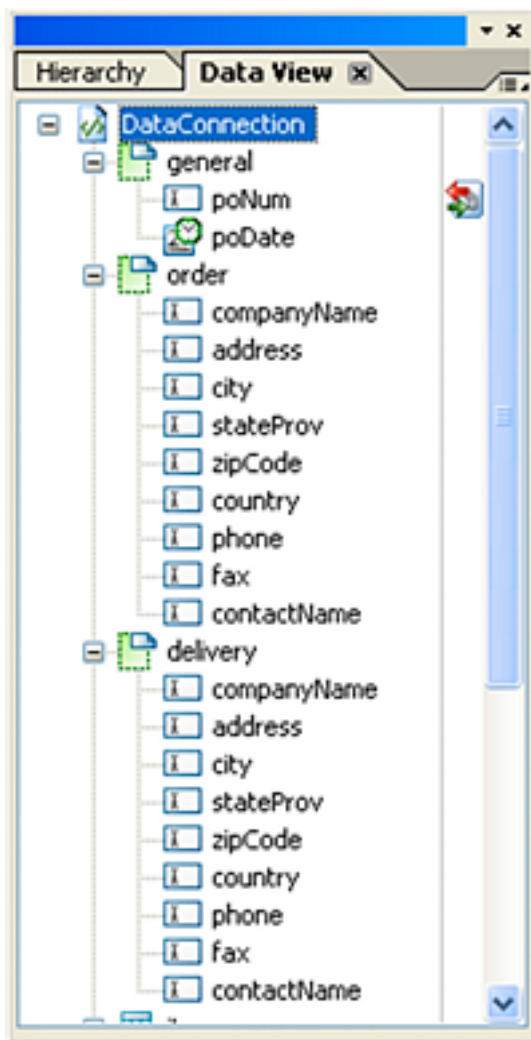 Hierarchy Data View
DataConnection
general
poNum
poDate
order
companyName
address
city
stateProv
zipCode
country
phone
fax
contactName
delivery
companyName
address
city
stateProv
zipCode
country
phone
fax
contactName